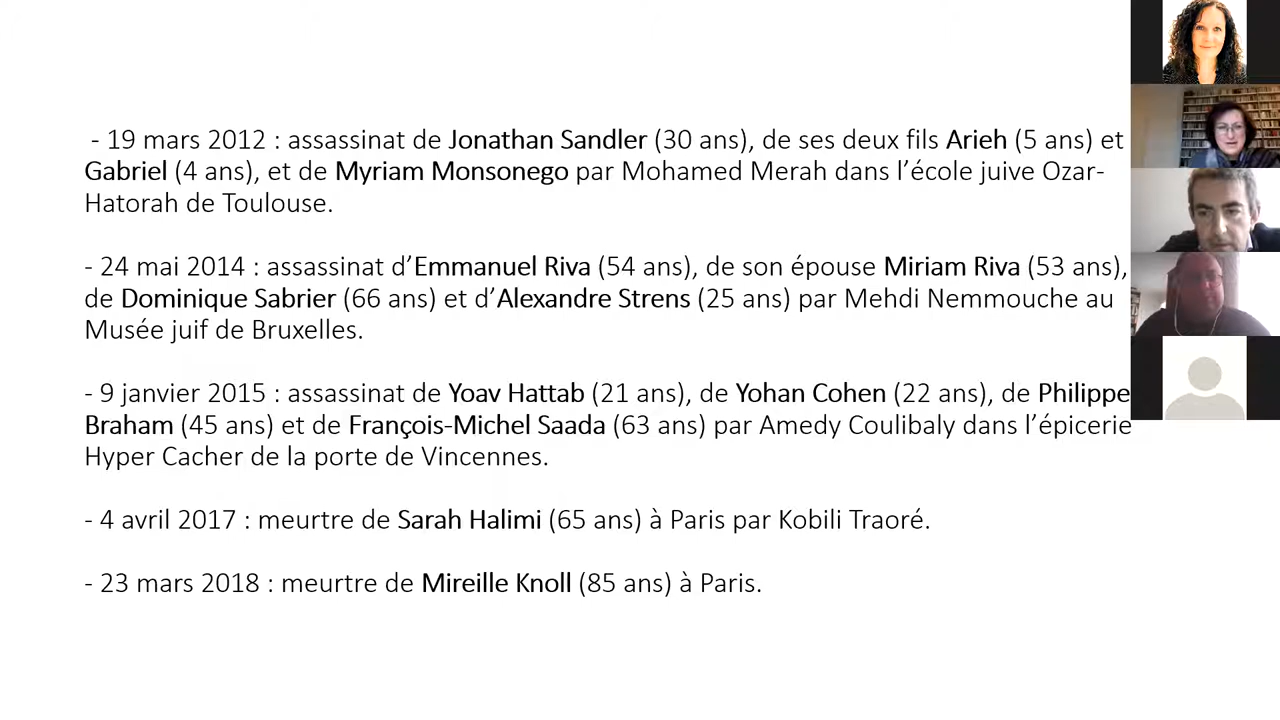 - 19 mars 2012 : assassinat de Jonathan Sandler (30 ans), de ses deux fils Arieh (5 ans) et
Gabriel (4 ans), et de Myriam Monsonego par Mohamed Merah dans l’école juive Ozar-
Hatorah de Toulouse.
- 24 mai 2014 : assassinat d’Emmanuel Riva (54 ans), de son épouse Miriam Riva (53 ans),
de Dominique Sabrier (66 ans) et d’Alexandre Strens (25 ans) par Mehdi Nemmouche au
Musée juif de Bruxelles.
- 9 janvier 2015 : assassinat de Yoav Hattab (21 ans), de Yohan Cohen (22 ans), de Philippe
Braham (45 ans) et de François-Michel Saada (63 ans) par Amedy Coulibaly dans l’épicerie
Hyper Cacher de la porte de Vincennes.
- 4 avril 2017 : meurtre de Sarah Halimi (65 ans) à Paris par Kobili Traoré.
- 23 mars 2018 : meurtre de Mireille Knoll (85 ans) à Paris.